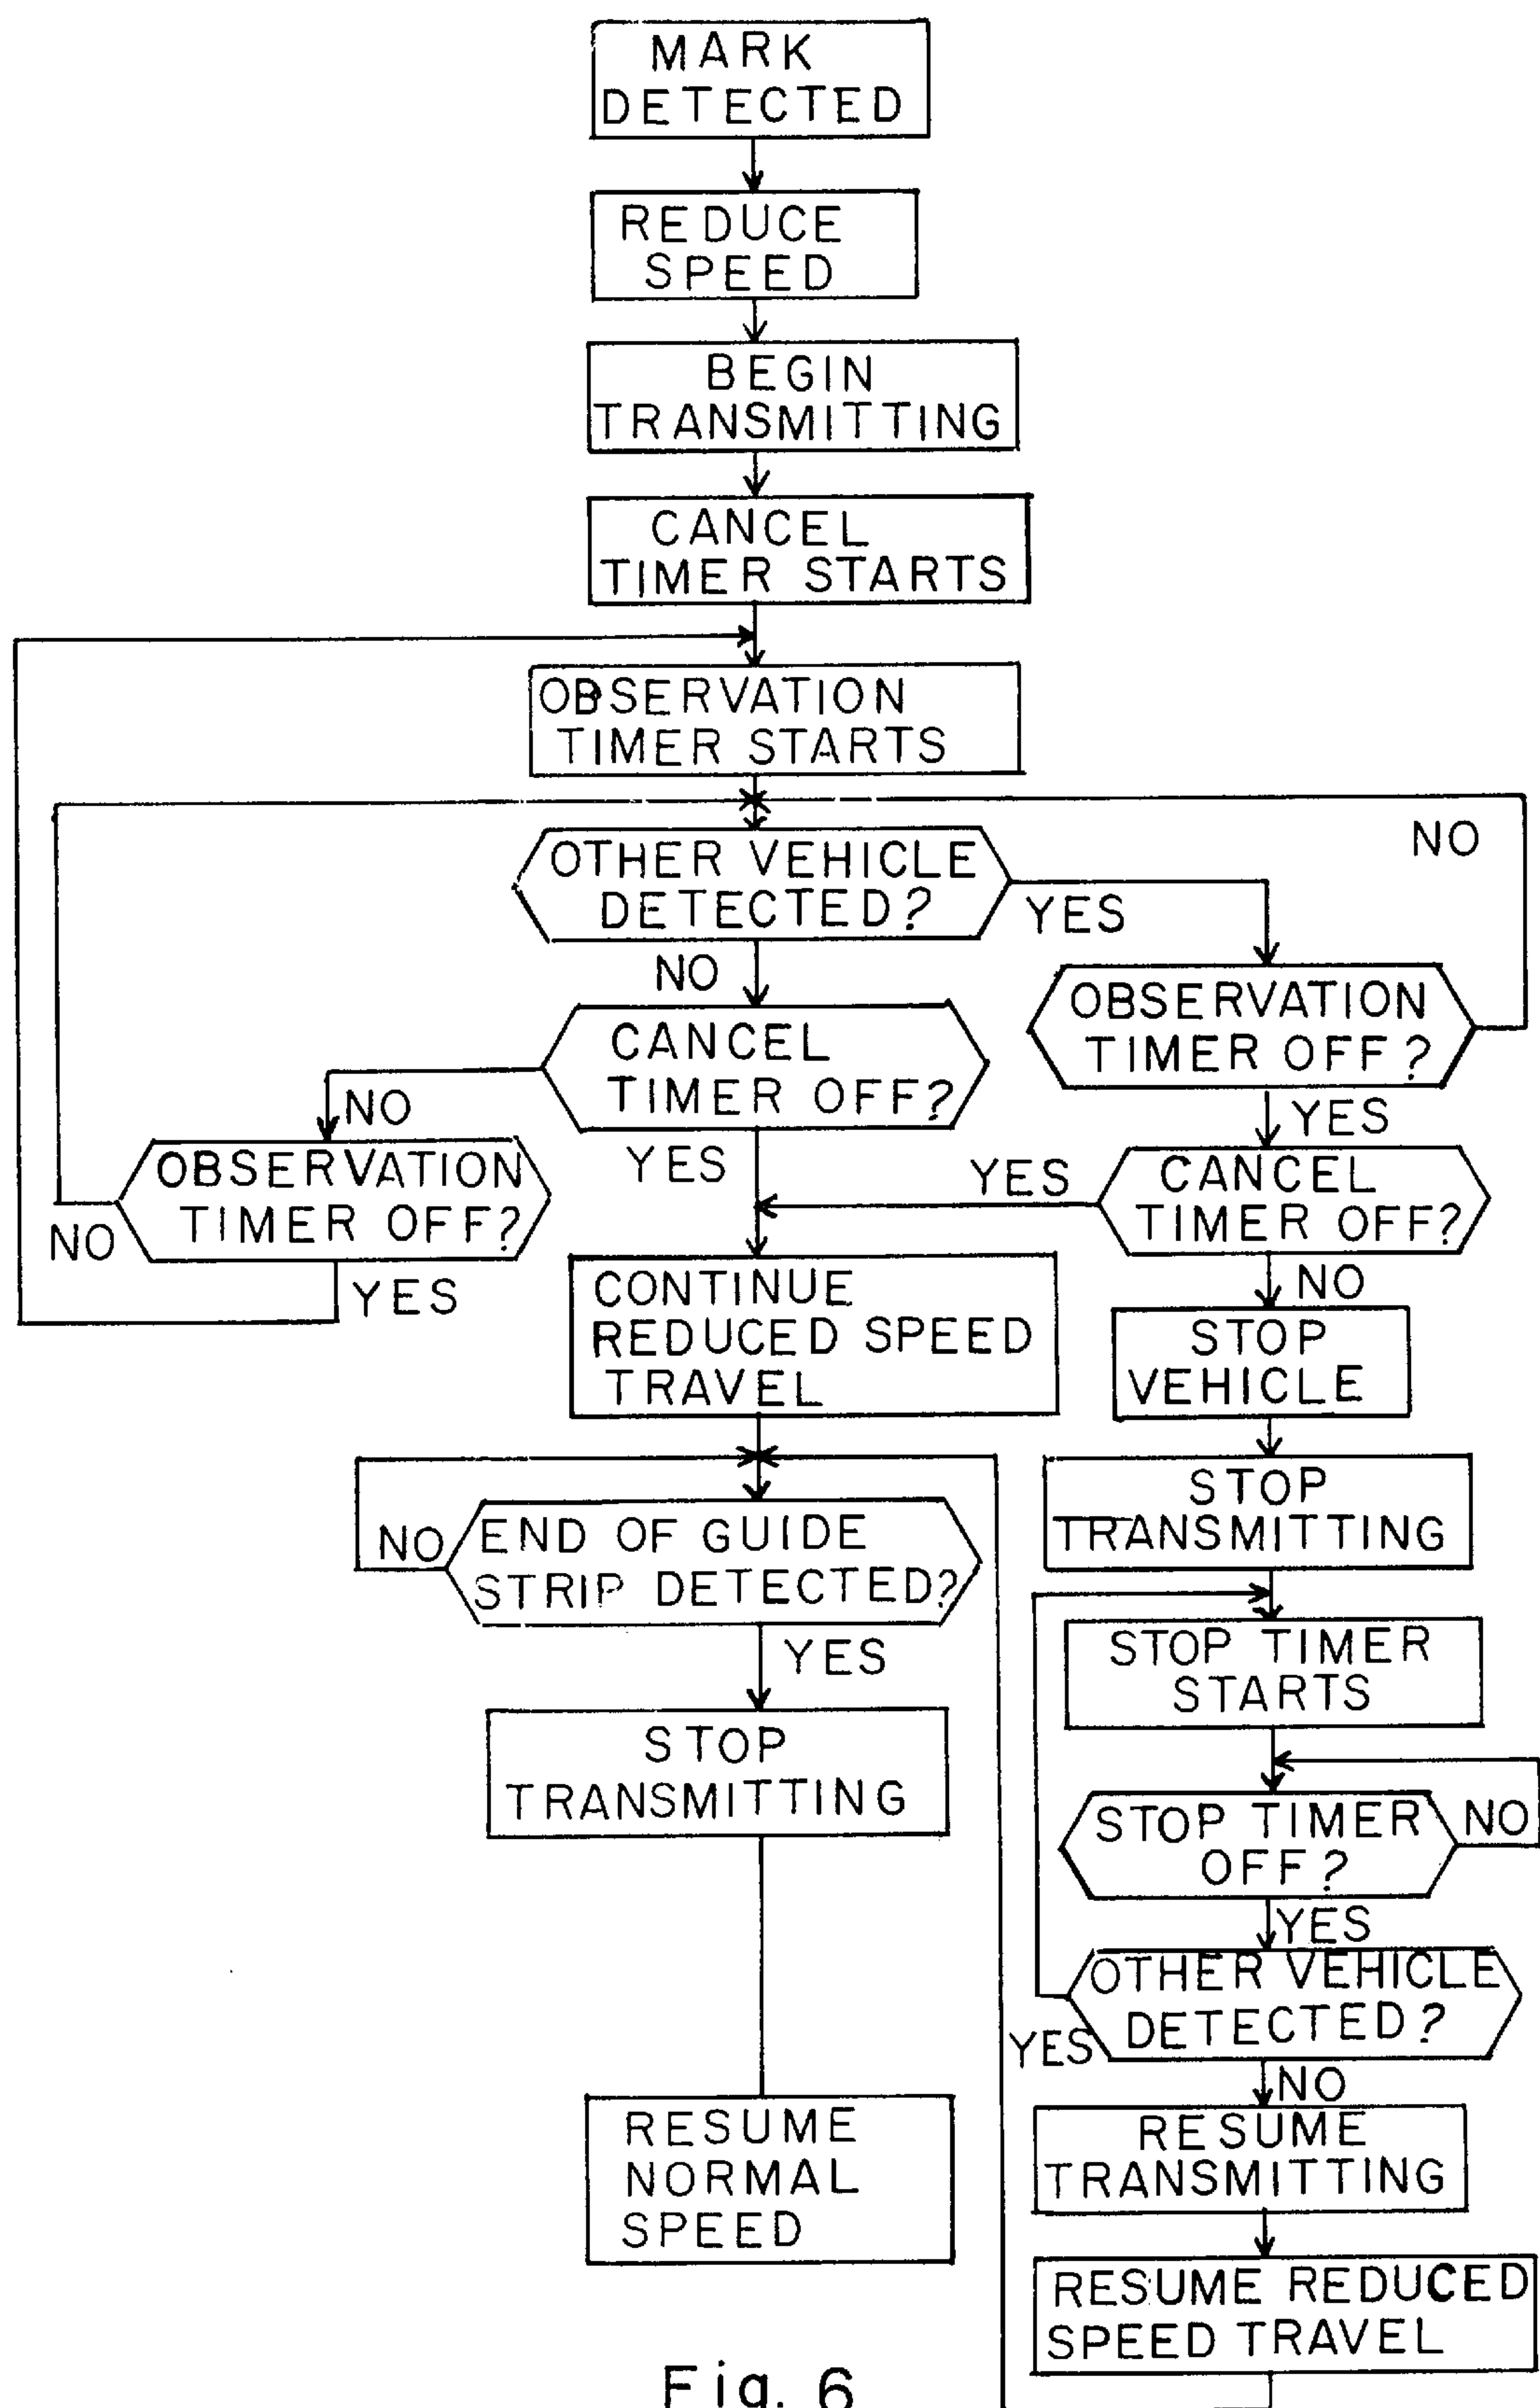 MARK
DETECTED
REDUCE
SPEED
BEGIN
TRANSMITTING
CANCEL
TIMER STARTS
OBSERVATION
TIMER STARTS
NO
OTHER VEHICLE
DETECTED?
YES
NO
OBSERVATION
TIMER OFF?
CANCEL
TIMER OFF?
NO
YES
YES
YES
OBSERVATION
TIMER OFF?
NO
YES
CANCEL
TIMER OFF?
NO
CONTINUE
REDUCED SPEED
TRAVEL
STOP
VEHICLE
STOP
TRANSMITTING
NO
END OF GUIDE
STRIP DETECTED?
YES
STOP TIMER
STARTS
STOP
TRANSMITTING
STOP TIMER
OFF?
NO
YES
OTHER VEHICLE
DETECTED?
YES
NO
RESUME
NORMAL
SPEED
RESUME
TRANSMITTING
RESUME REDUCED
SPEED TRAVEL
Fig. 6